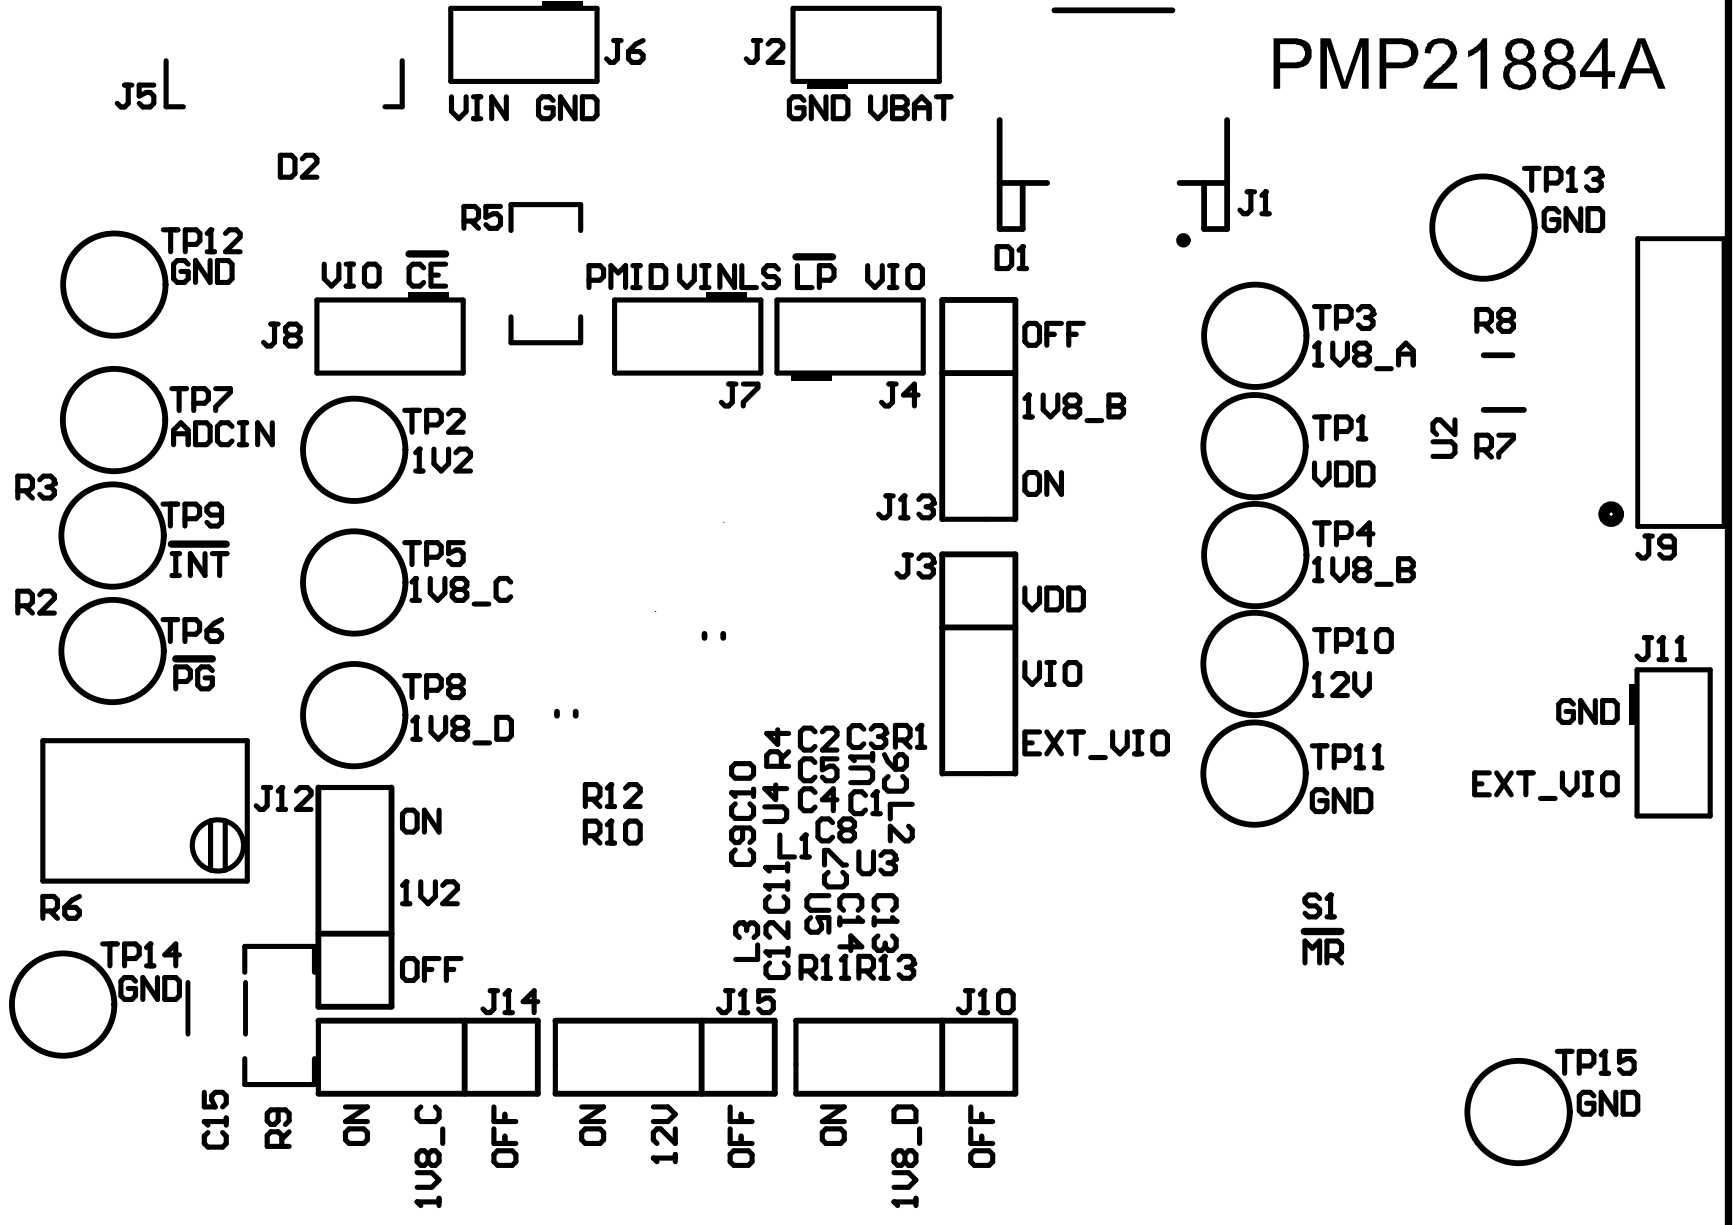 PMP21884A
J6
J2
J5
VIN GND
GND VBAT
D2
TP13
GND
R5
J1
TP12
GND
D1
VIO C̅E̅
PMID VINLS
L̅P̅ VIO
J8
OFF
TP3
1V8_A
R8
J7
J4
TP7
ADCIN
TP2
1V2
1V8_B
TP1
VDD
U2
R7
R3
ON
J13
TP9
I̅N̅T̅
TP5
1V8_C
J3
TP4
1V8_B
J9
R2
VDD
TP6
P̅G̅
TP10
12V
J11
VIO
TP8
1V8_D
GND
EXT_VIO
TP11
GND
EXT_VIO
R4
C2
C3
R1
C5
U1
C6
C10
U4
C4
C1
L2
J12
ON
R12
R10
C9
C8
L1
C7
U3
1V2
R6
C11
U5
C14
C13
S1
M̅R̅
L3
C12
R11
R13
OFF
TP14
GND
J14
J15
J10
C15
R9
ON
1V8_C
OFF
ON
12V
OFF
ON
1V8_D
OFF
TP15
GND